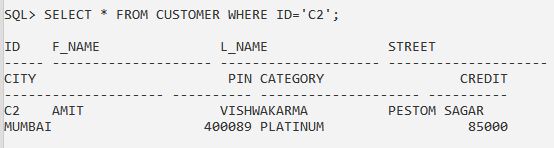 SQL> SELECT * FROM CUSTOMER WHERE ID='C2';
ID F_NAME L_NAME STREET
----- -------------------- -------------------- --------------------
CITY PIN CATEGORY CREDIT
-------------------- ---------- -------------------- ----------
C2 AMIT VISHWAKARMA PESTOM SAGAR
MUMBAI 400089 PLATINUM 85000